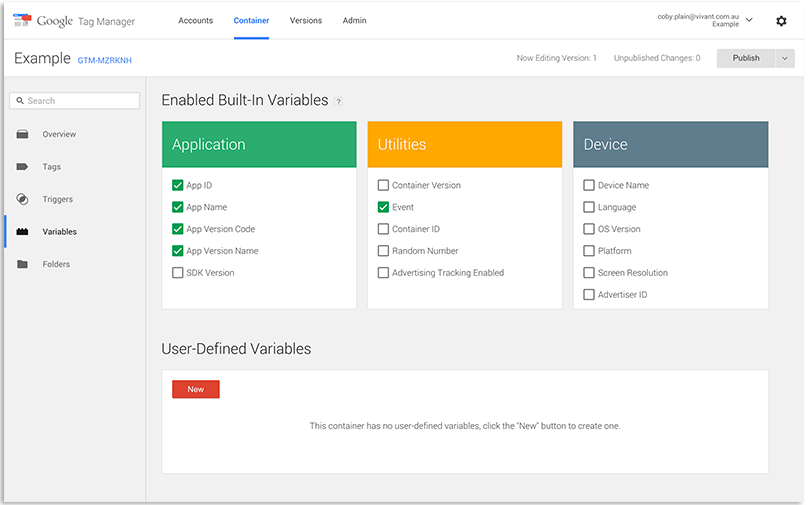 Google Tag Manager
Accounts
Container
Versions
Admin
coby.plain@vivant.com.au
Example
Example GTM-MZRKNH
Now Editing Version: 1
Unpublished Changes: 0
Publish
Search
Overview
Tags
Triggers
Variables
Folders
Enabled Built-In Variables ?
Application
App ID
App Name
App Version Code
App Version Name
SDK Version
Utilities
Container Version
Event
Container ID
Random Number
Advertising Tracking Enabled
Device
Device Name
Language
OS Version
Platform
Screen Resolution
Advertiser ID
User-Defined Variables
New
This container has no user-defined variables, click the "New" button to create one.